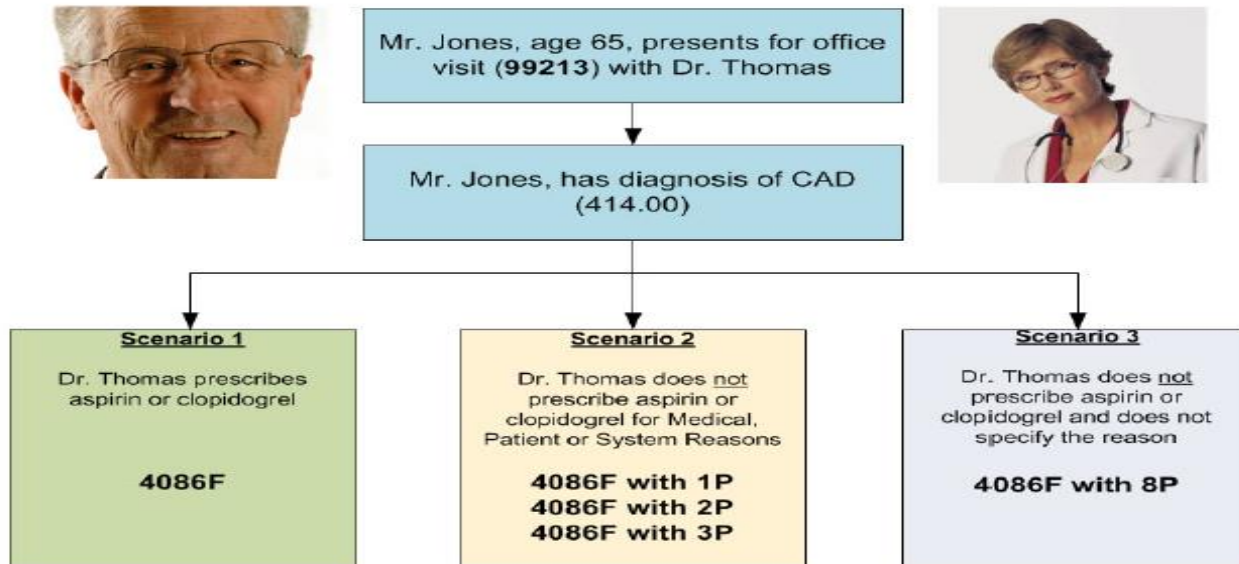 Mr. Jones, age 65, presents for office
visit (99213) with Dr. Thomas
Mr. Jones, has diagnosis of CAD
(414.00)
Scenario 1
Dr. Thomas prescribes
aspirin or clopidogrel
4086F
Scenario 2
Dr. Thomas does not
prescribe aspirin or
clopidogrel for Medical,
Patient or System Reasons
4086F with 1P
4086F with 2P
4086F with 3P
Scenario 3
Dr. Thomas does not
prescribe aspirin or
clopidogrel and does not
specify the reason
4086F with 8P